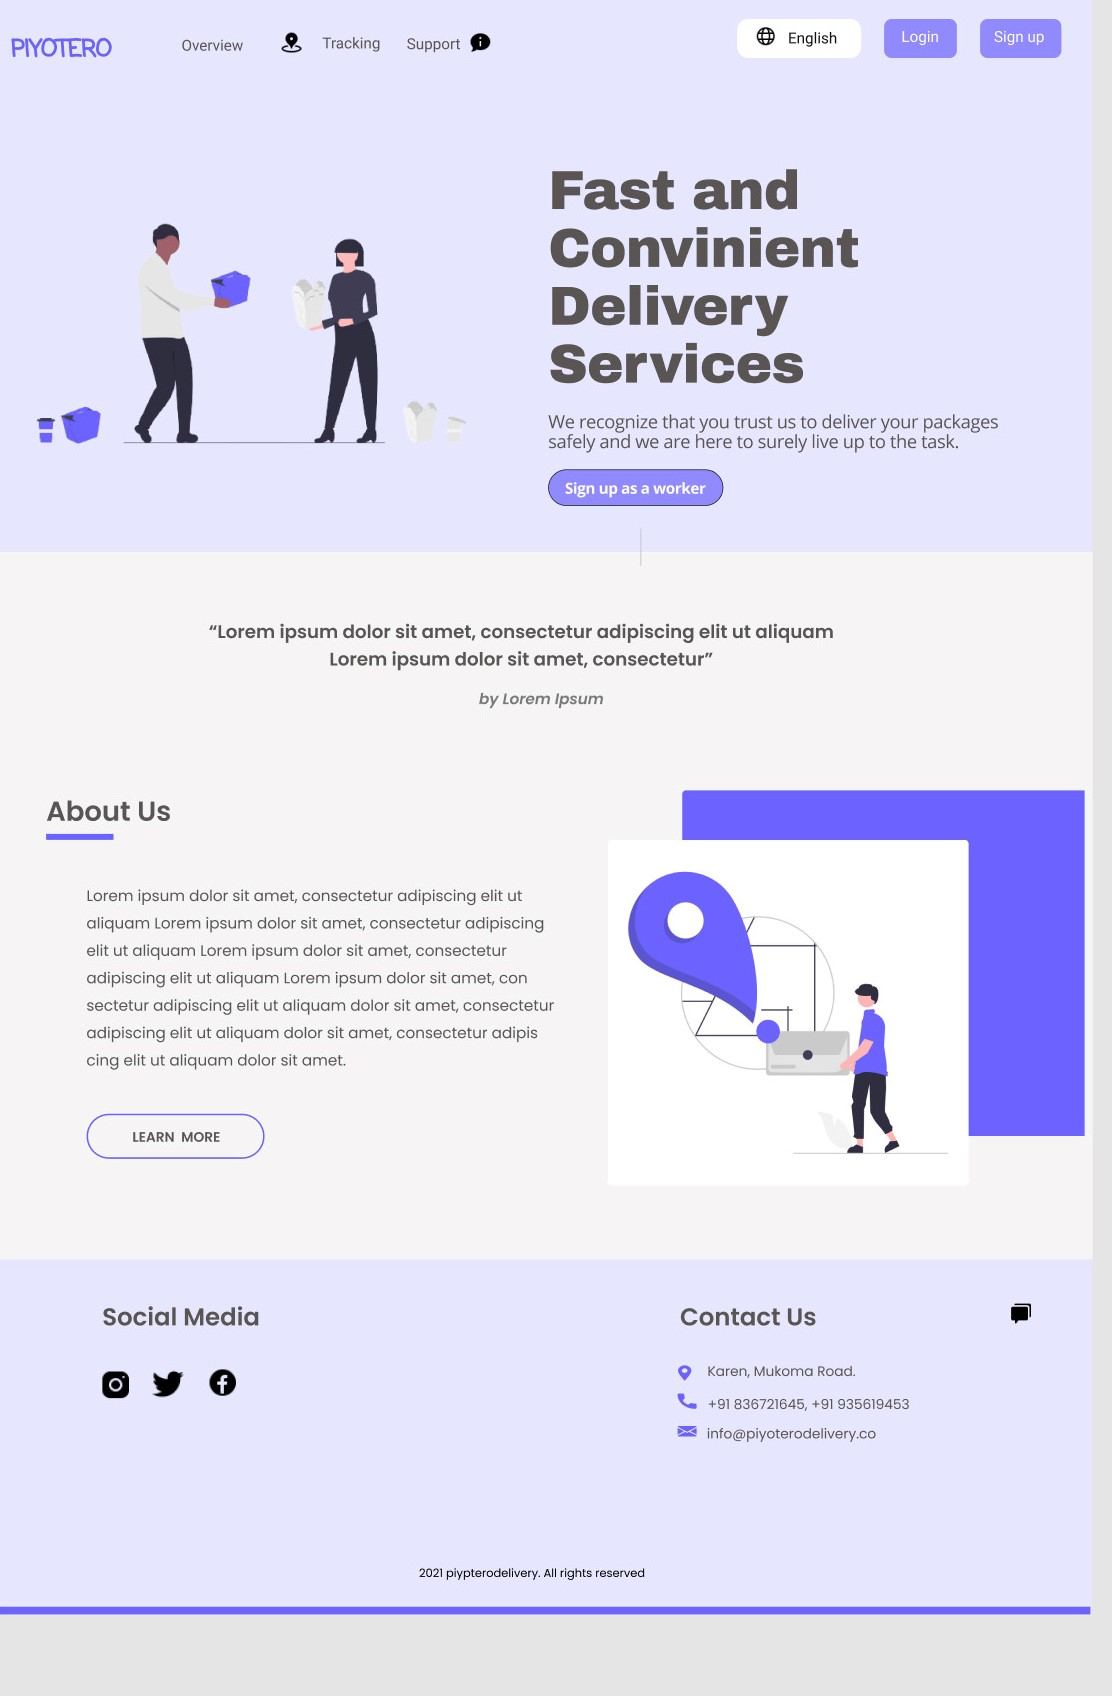 PIYOTERO
Overview
Tracking
Support
English
Login
Sign up
Fast and
Convinient
Delivery
Services
We recognize that you trust us to deliver your packages
safely and we are here to surely live up to the task.
Sign up as a worker
“Lorem ipsum dolor sit amet, consectetur adipiscing elit ut aliquam
Lorem ipsum dolor sit amet, consectetur”
by Lorem Ipsum
About Us
Lorem ipsum dolor sit amet, consectetur adipiscing elit ut
aliquam Lorem ipsum dolor sit amet, consectetur adipiscing
elit ut aliquam Lorem ipsum dolor sit amet, consectetur
adipiscing elit ut aliquam Lorem ipsum dolor sit amet, con
sectetur adipiscing elit ut aliquam dolor sit amet, consectetur
adipiscing elit ut aliquam dolor sit amet, consectetur adipis
cing elit ut aliquam dolor sit amet.
LEARN MORE
Social Media
Contact Us
Karen, Mukoma Road.
+91 836721645, +91 935619453
info@piyoterodelivery.co
2021 piypterodelivery. All rights reserved